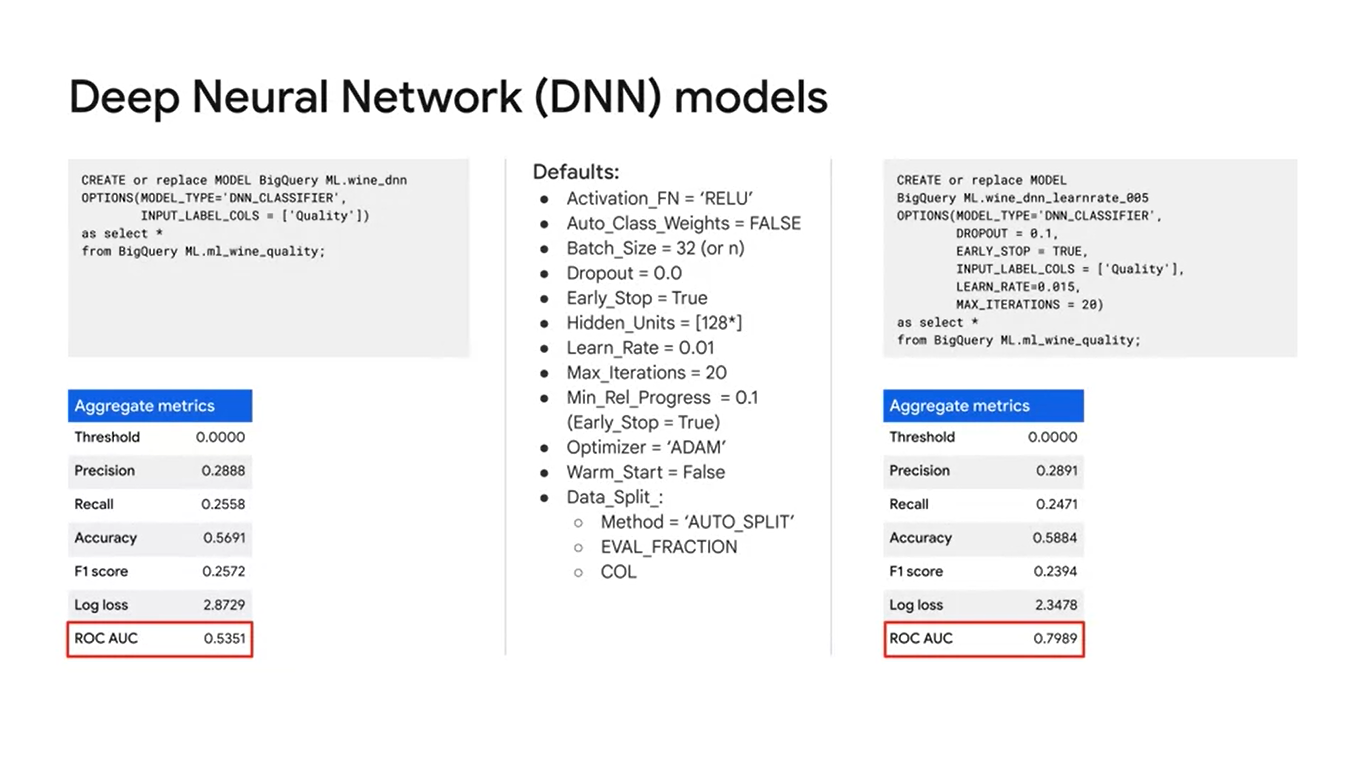 Deep Neural Network (DNN) models
CREATE or replace MODEL BigQuery ML.wine_dnn
OPTIONS(MODEL_TYPE='DNN_CLASSIFIER',
INPUT_LABEL_COLS = ['Quality'])
as select *
from BigQuery ML.ml_wine_quality;
Aggregate metrics
Threshold 0.0000
Precision 0.2888
Recall 0.2558
Accuracy 0.5691
F1 score 0.2572
Log loss 2.8729
ROC AUC 0.5351
Defaults:
● Activation_FN = ‘RELU’
● Auto_Class_Weights = FALSE
● Batch_Size = 32 (or n)
● Dropout = 0.0
● Early_Stop = True
● Hidden_Units = [128*]
● Learn_Rate = 0.01
● Max_Iterations = 20
● Min_Rel_Progress = 0.1
(Early_Stop = True)
● Optimizer = ‘ADAM’
● Warm_Start = False
● Data_Split_:
○ Method = ‘AUTO_SPLIT’
○ EVAL_FRACTION
○ COL
CREATE or replace MODEL
BigQuery ML.wine_dnn_learnrate_005
OPTIONS(MODEL_TYPE='DNN_CLASSIFIER',
DROPOUT = 0.1,
EARLY_STOP = TRUE,
INPUT_LABEL_COLS = ['Quality'],
LEARN_RATE=0.015,
MAX_ITERATIONS = 20)
as select *
from BigQuery ML.ml_wine_quality;
Aggregate metrics
Threshold 0.0000
Precision 0.2891
Recall 0.2471
Accuracy 0.5884
F1 score 0.2394
Log loss 2.3478
ROC AUC 0.7989